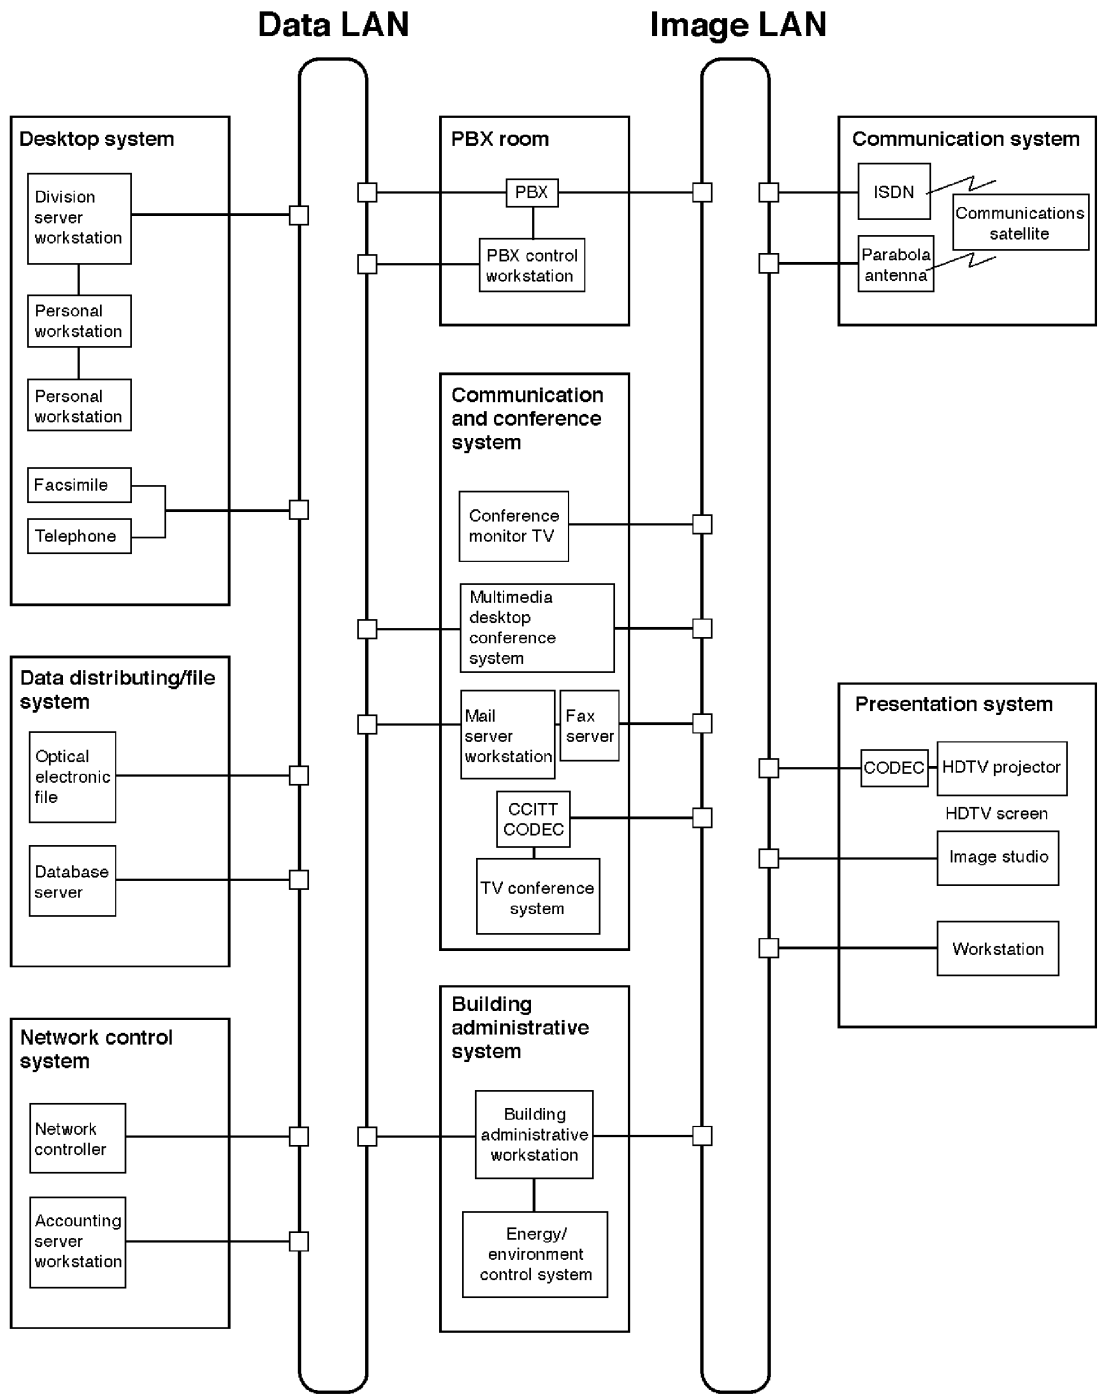 Data LAN
Image LAN
Desktop system
Division
server
workstation
Personal
workstation
Personal
workstation
Facsimile
Telephone
Data distributing/file
system
Optical
electronic
file
Database
server
Network control
system
Network
controller
Accounting
server
workstation
PBX room
PBX
PBX control
workstation
Communication
and conference
system
Conference
monitor TV
Multimedia
desktop
conference
system
Mail
server
workstation
Fax
server
CCITT
CODEC
TV conference
system
Building
administrative
system
Building
administrative
workstation
Energy/
environment
control system
Communication system
ISDN
Communications
satellite
Parabola
antenna
Presentation system
CODEC
HDTV projector
HDTV screen
Image studio
Workstation